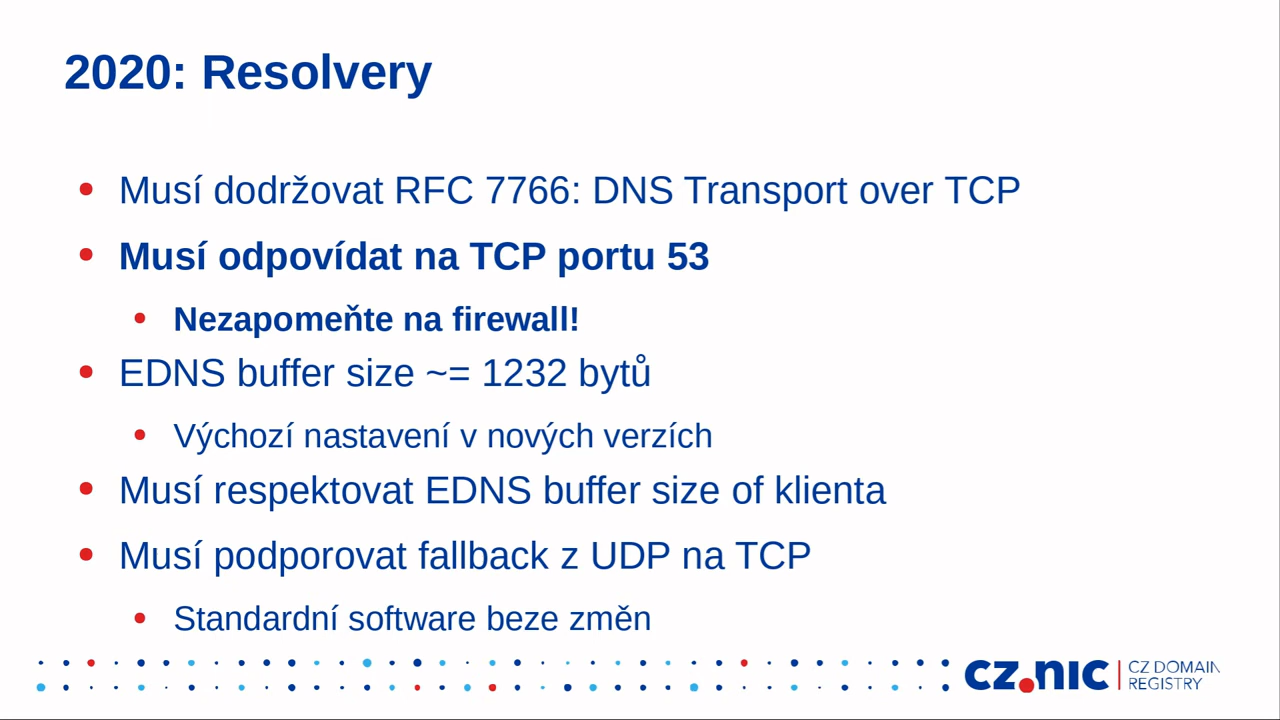 2020: Resolvery
• Musí dodržovat RFC 7766: DNS Transport over TCP
• Musí odpovídat na TCP portu 53
• Nezapomeňte na firewall!
• EDNS buffer size ~= 1232 bytů
• Výchozí nastavení v nových verzích
• Musí respektovat EDNS buffer size of klienta
• Musí podporovat fallback z UDP na TCP
• Standardní software beze změn
CZ.NIC | CZ DOMAIN
REGISTRY